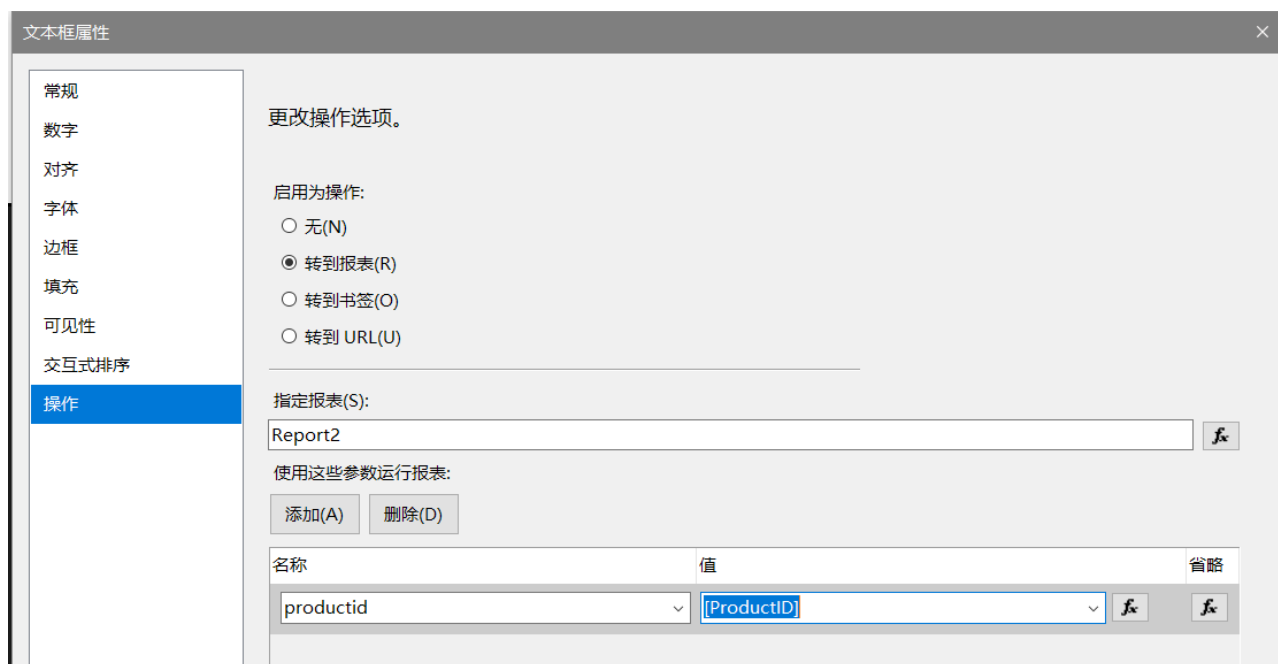 文本框属性
常规
数字
对齐
字体
边框
填充
可见性
交互式排序
操作
更改操作选项。
启用为操作:
无(N)
转到报表(R)
转到书签(O)
转到 URL(U)
指定报表(S):
Report2
fx
使用这些参数运行报表:
添加(A) 删除(D)
名称 值 省略
productid [ProductID] fx fx